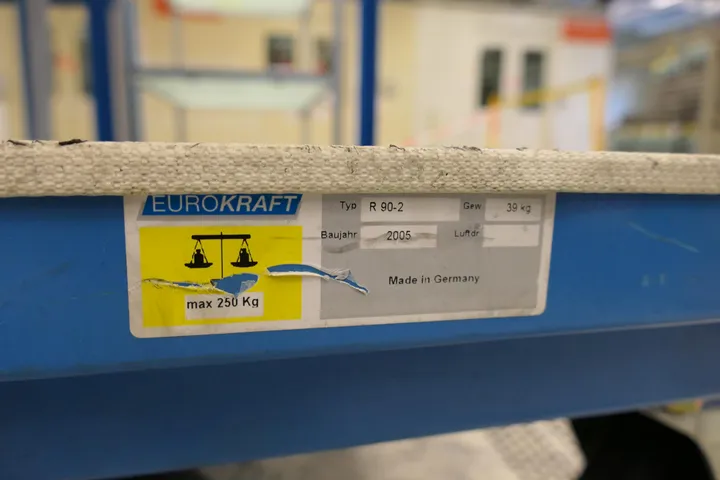 EUROKRAFT
Typ R 90-2 Gew 39 kg
Baujahr 2005 Luftdr
max 250 Kg
Made in Germany